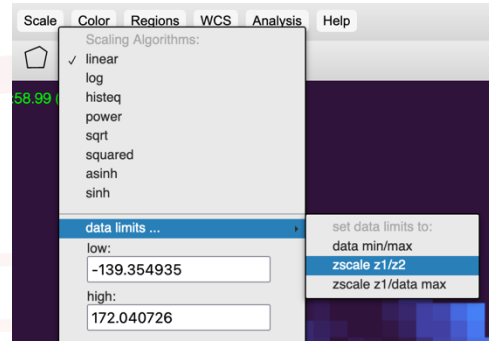 Scale Color Regions WCS Analysis Help
Scaling Algorithms:
✓ linear
log
histeq
power
sqrt
squared
asinh
sinh
:58.99 (
data limits ...
set data limits to:
low:
data min/max
-139.354935
zscale z1/z2
high:
zscale z1/data max
172.040726